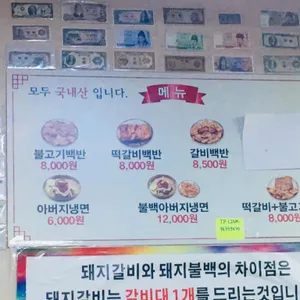 모두 국내산 입니다.
메뉴
불고기백반
떡갈비백반
갈비백반
8,000원
8,000원
8,500원
아버지냉면
불백아버지냉면
떡갈비+불고기
6,000원
12,000원
8,000원
돼지갈비와 돼지불백의 차이점은
돼지갈비는 갈비대 1개를 드리는것입니